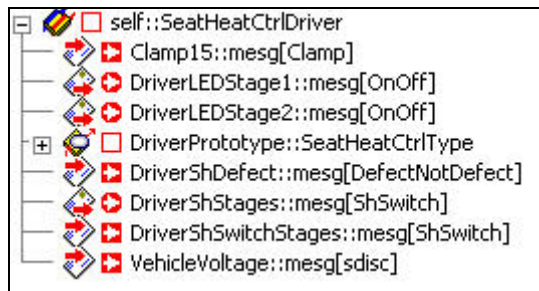 self::SeatHeatCtrlDriver
Clamp15::mesg[Clamp]
DriverLEDStage1::mesg[OnOff]
DriverLEDStage2::mesg[OnOff]
DriverPrototype::SeatHeatCtrlType
DriverShDefect::mesg[DefectNotDefect]
DriverShStages::mesg[ShSwitch]
DriverShSwitchStages::mesg[ShSwitch]
VehicleVoltage::mesg[sdisc]